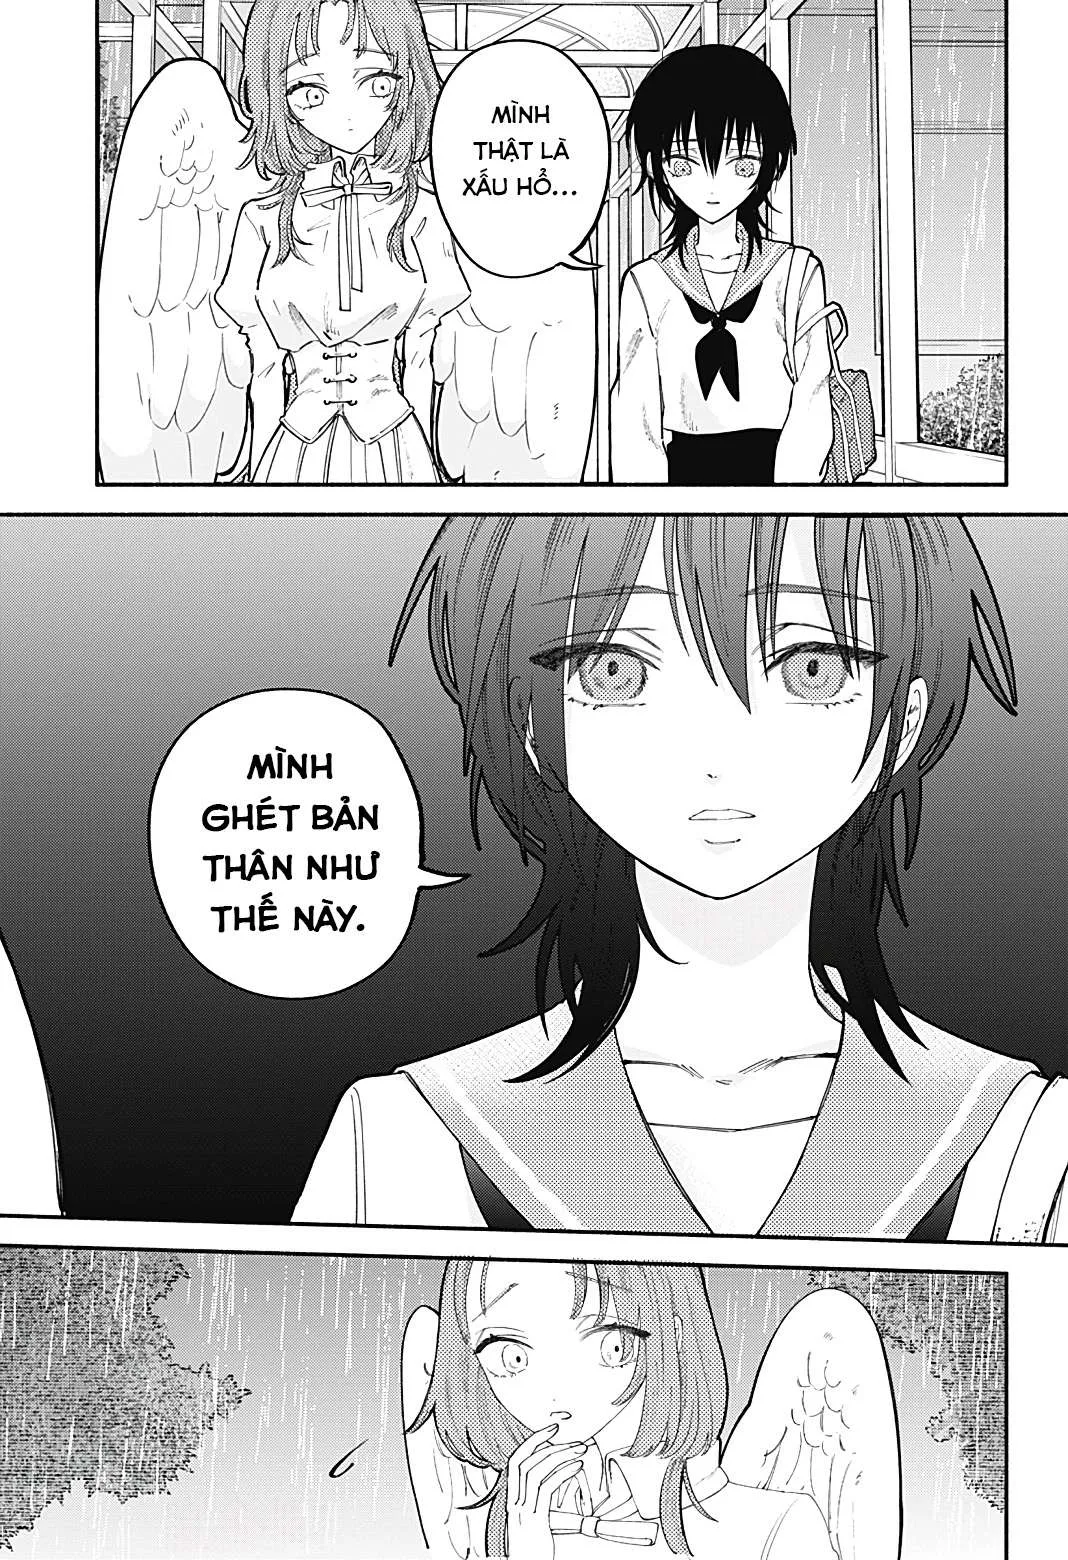 MÌNH
THẬT LÀ
XẤU HỔ...
MÌNH
GHÉT BẢN
THÂN NHƯ
THẾ NÀY.